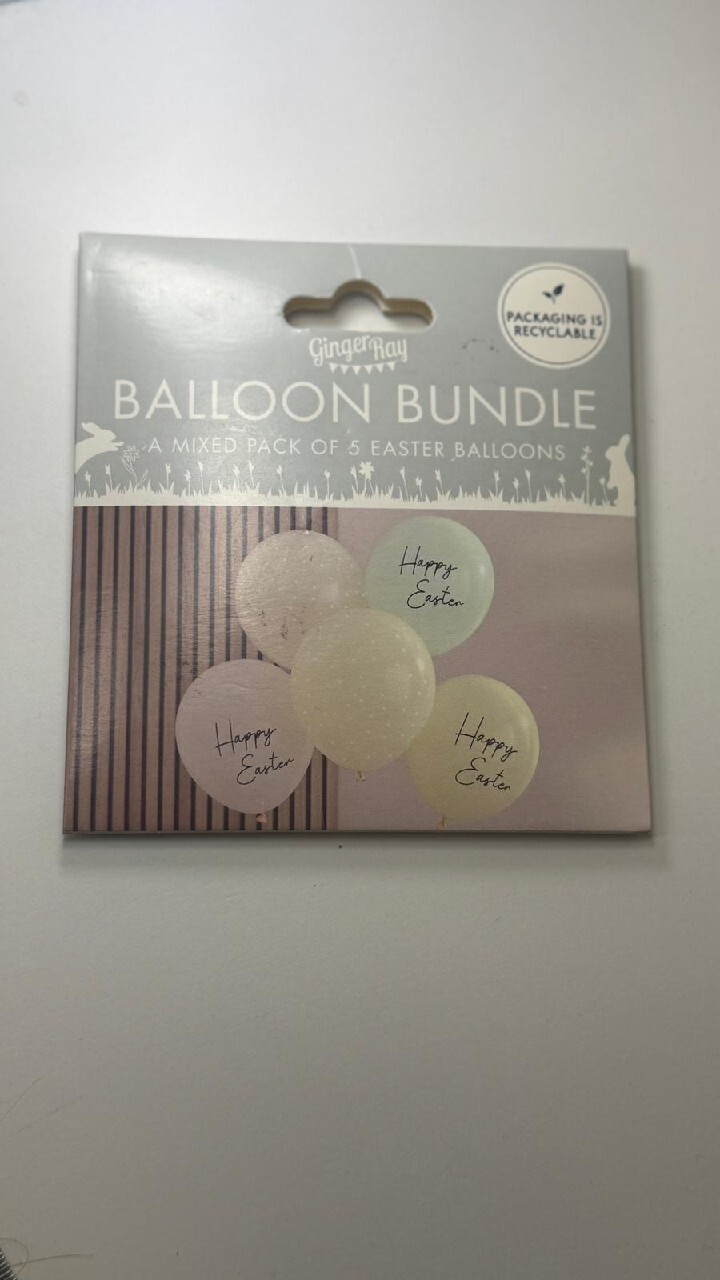 PACKAGING IS
RECYCLABLE
Ginger Ray
BALLOON BUNDLE
A MIXED PACK OF 5 EASTER BALLOONS
Happy
Easter
Happy
Easter
Happy
Easter